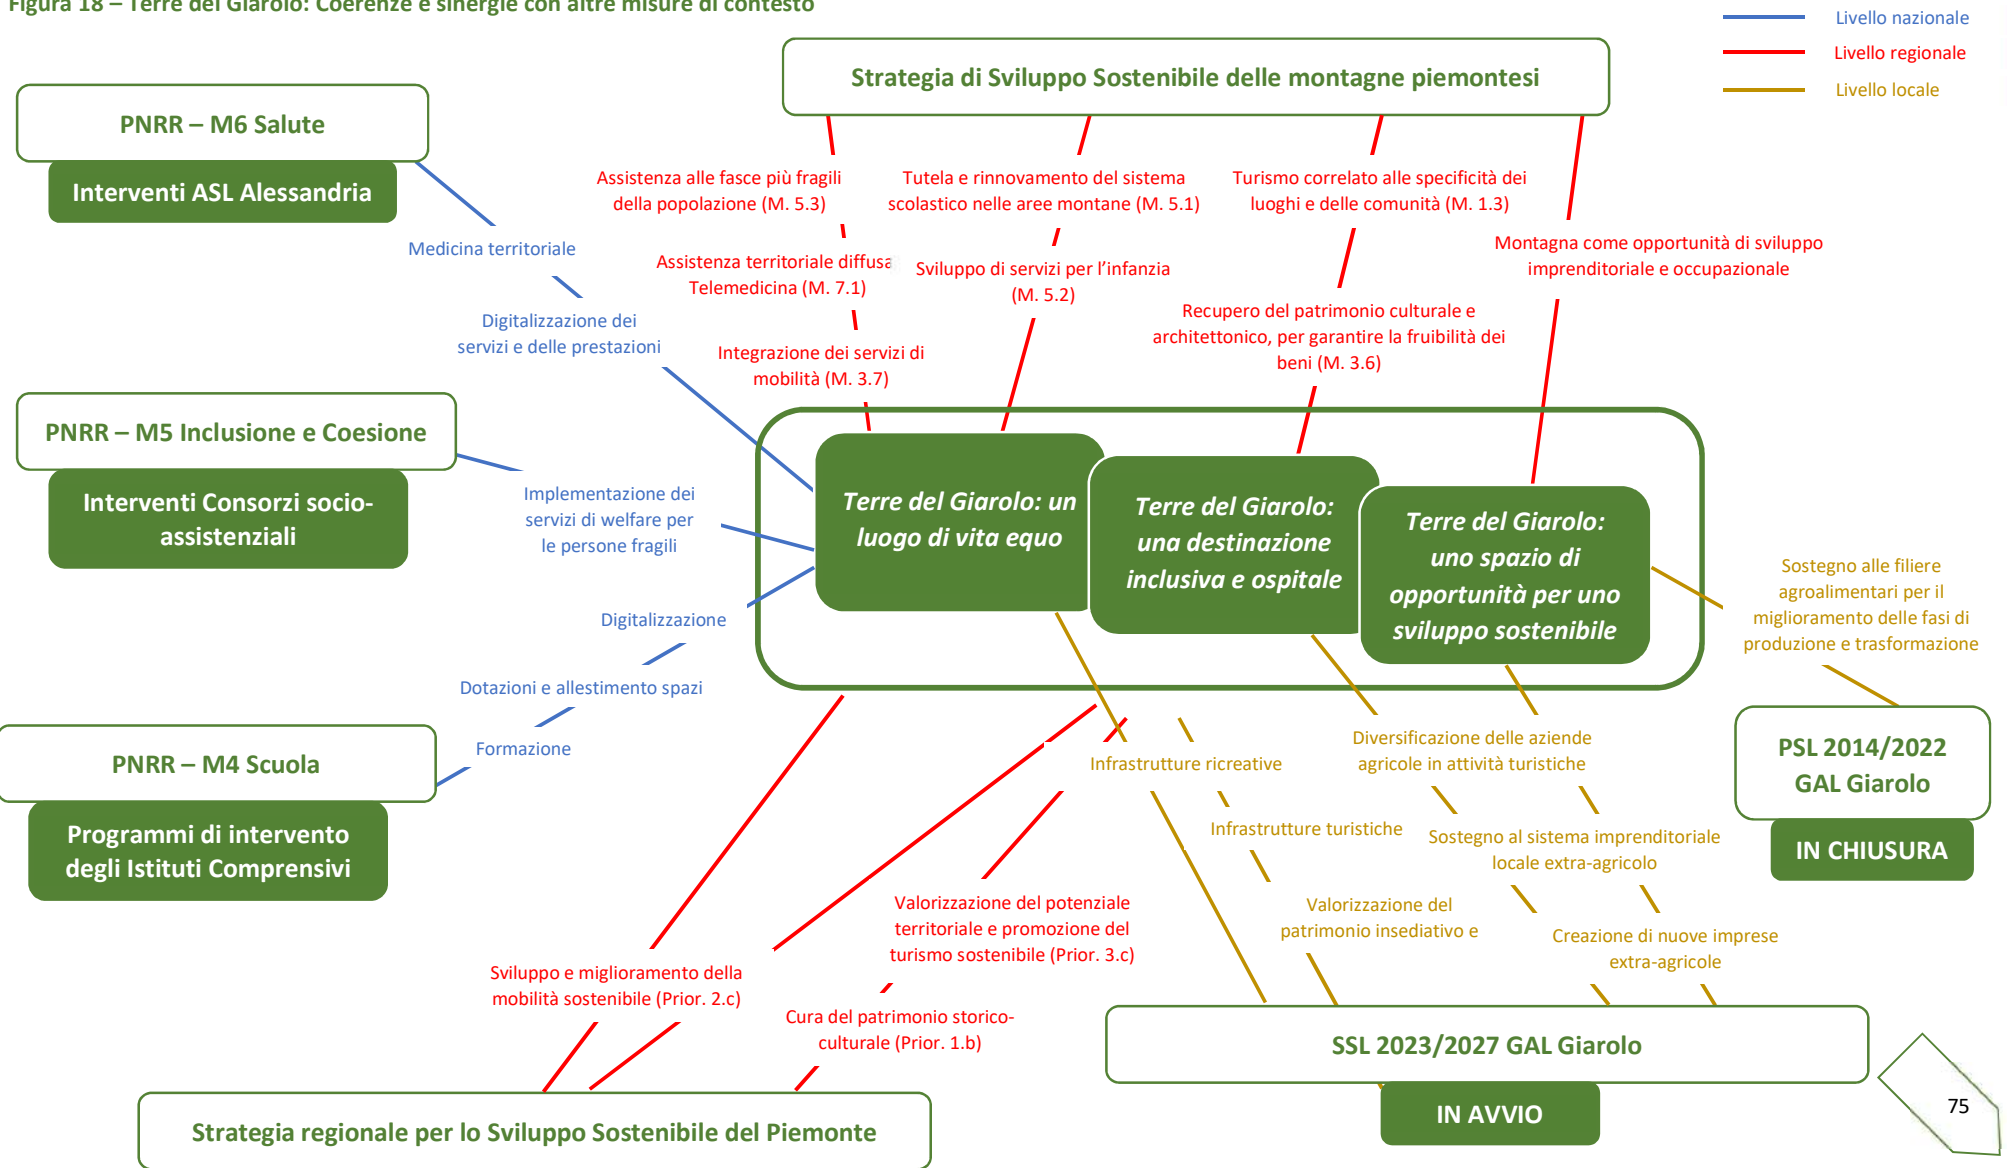 Figura 18 – Terre del Giarolo: Coerenze e sinergie con altre misure di contesto
Livello nazionale
Livello regionale
Livello locale
Strategia di Sviluppo Sostenibile delle montagne piemontesi
PNRR – M6 Salute
Interventi ASL Alessandria
Assistenza alle fasce più fragili
della popolazione (M. 5.3)
Tutela e rinnovamento del sistema
scolastico nelle aree montane (M. 5.1)
Turismo correlato alle specificità dei
luoghi e delle comunità (M. 1.3)
Montagna come opportunità di sviluppo
imprenditoriale e occupazionale
Medicina territoriale
Assistenza territoriale diffusa
Telemedicina (M. 7.1)
Sviluppo di servizi per l'infanzia
(M. 5.2)
Digitalizzazione dei
servizi e delle prestazioni
Recupero del patrimonio culturale e
architettonico, per garantire la fruibilità dei
beni (M. 3.6)
Integrazione dei servizi di
mobilità (M. 3.7)
PNRR – M5 Inclusione e Coesione
Interventi Consorzi socio-
assistenziali
Implementazione dei
servizi di welfare per
le persone fragili
Terre del Giarolo: un
luogo di vita equo
Terre del Giarolo:
una destinazione
inclusiva e ospitale
Terre del Giarolo:
uno spazio di
opportunità per uno
sviluppo sostenibile
Sostegno alle filiere
agroalimentari per il
miglioramento delle fasi di
produzione e trasformazione
Digitalizzazione
Dotazioni e allestimento spazi
Formazione
PNRR – M4 Scuola
Programmi di intervento
degli Istituti Comprensivi
PSL 2014/2022
GAL Giarolo
IN CHIUSURA
Infrastrutture ricreative
Diversificazione delle aziende
agricole in attività turistiche
Infrastrutture turistiche
Sostegno al sistema imprenditoriale
locale extra-agricolo
Valorizzazione del potenziale
territoriale e promozione del
turismo sostenibile (Prior. 3.c)
Valorizzazione del
patrimonio insediativo e
Creazione di nuove imprese
extra-agricole
Sviluppo e miglioramento della
mobilità sostenibile (Prior. 2.c)
Cura del patrimonio storico-
culturale (Prior. 1.b)
SSL 2023/2027 GAL Giarolo
IN AVVIO
Strategia regionale per lo Sviluppo Sostenibile del Piemonte
75